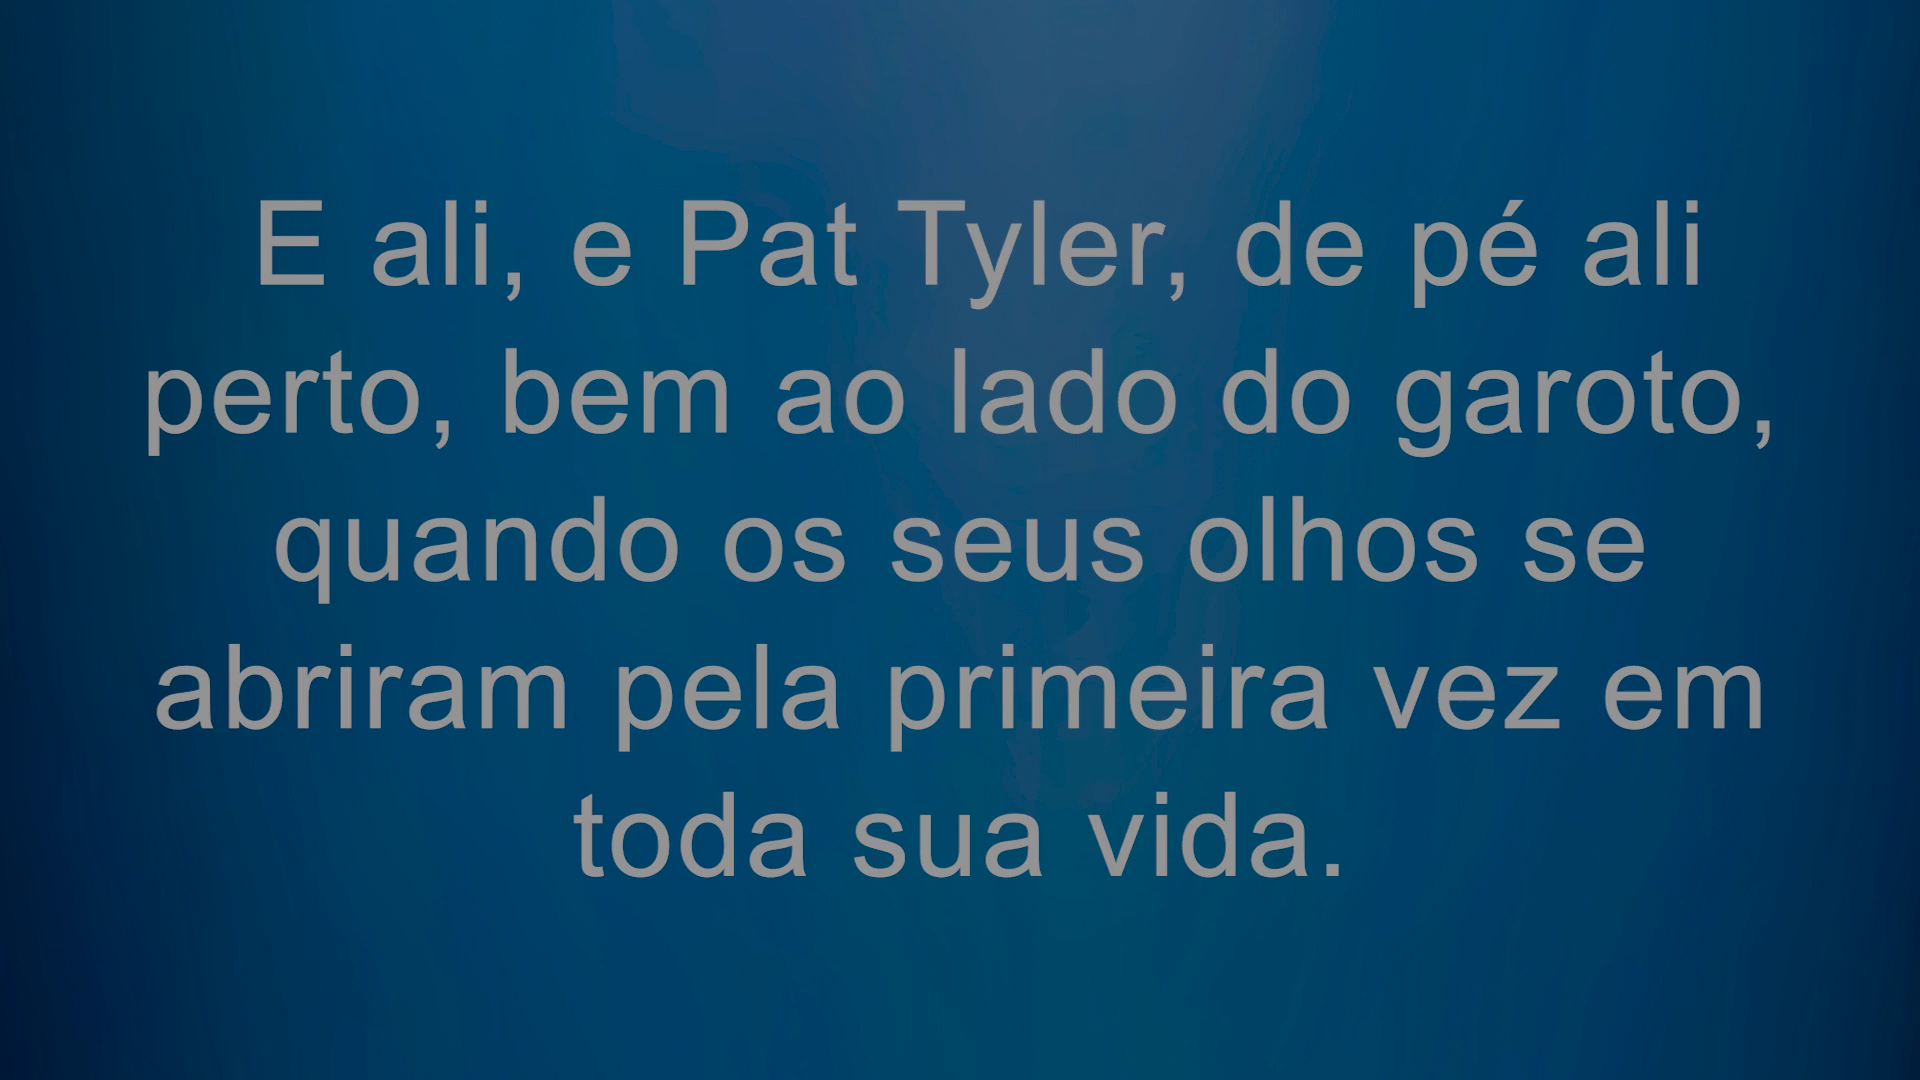 E ali, e Pat Tyler, de pé ali
perto, bem ao lado do garoto,
quando os seus olhos se
abriram pela primeira vez em
toda sua vida.